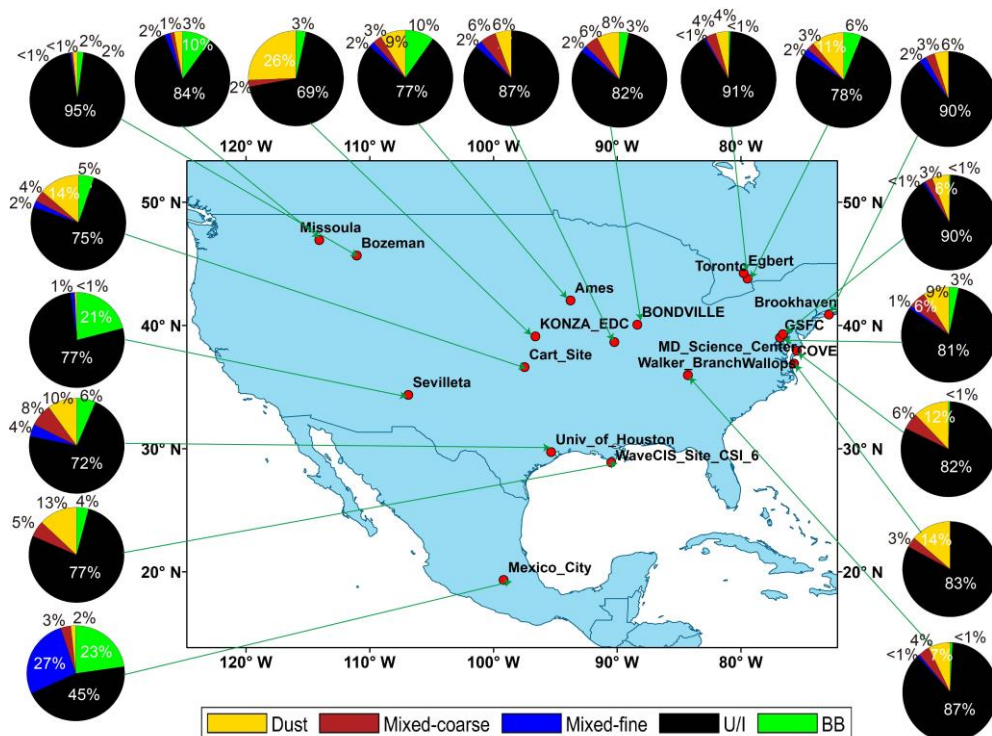 <1% <1% 2% 2%
95%
2% 1% 3%
10%
84%
3%
26%
2%
69%
2% 3% 10%
9%
77%
2% 6% 6%
87%
2% 6% 8% 3%
82%
<1% 4% 4% <1%
91%
2% 3% 6%
11%
78%
2% 3% 6%
90%
120° W 110° W 100° W 90° W 80° W
50° N 50° N
40° N 40° N
30° N 30° N
20° N 20° N
120° W 110° W 100° W 90° W 80° W
Missoula
Bozeman
Toronto
Egbert
Ames
Brookhaven
KONZA_EDC
BONDVILLE
GSFC
Cart_Site
MD_Science_Center
COVE
Walker_Branch
Wallops
Sevilleta
Univ_of_Houston
WaveCIS_Site_CSI_6
Mexico_City
2% 4% 5%
14%
75%
1% <1%
21%
77%
4% 8% 10% 6%
72%
5% 13% 4%
77%
3% 2%
27% 23%
45%
<1% 3% <1%
6%
90%
1% 9% 3%
6%
81%
6% <1%
12%
82%
3%
14%
83%
<1% 4% <1%
7%
87%
Dust Mixed-coarse Mixed-fine U/I BB